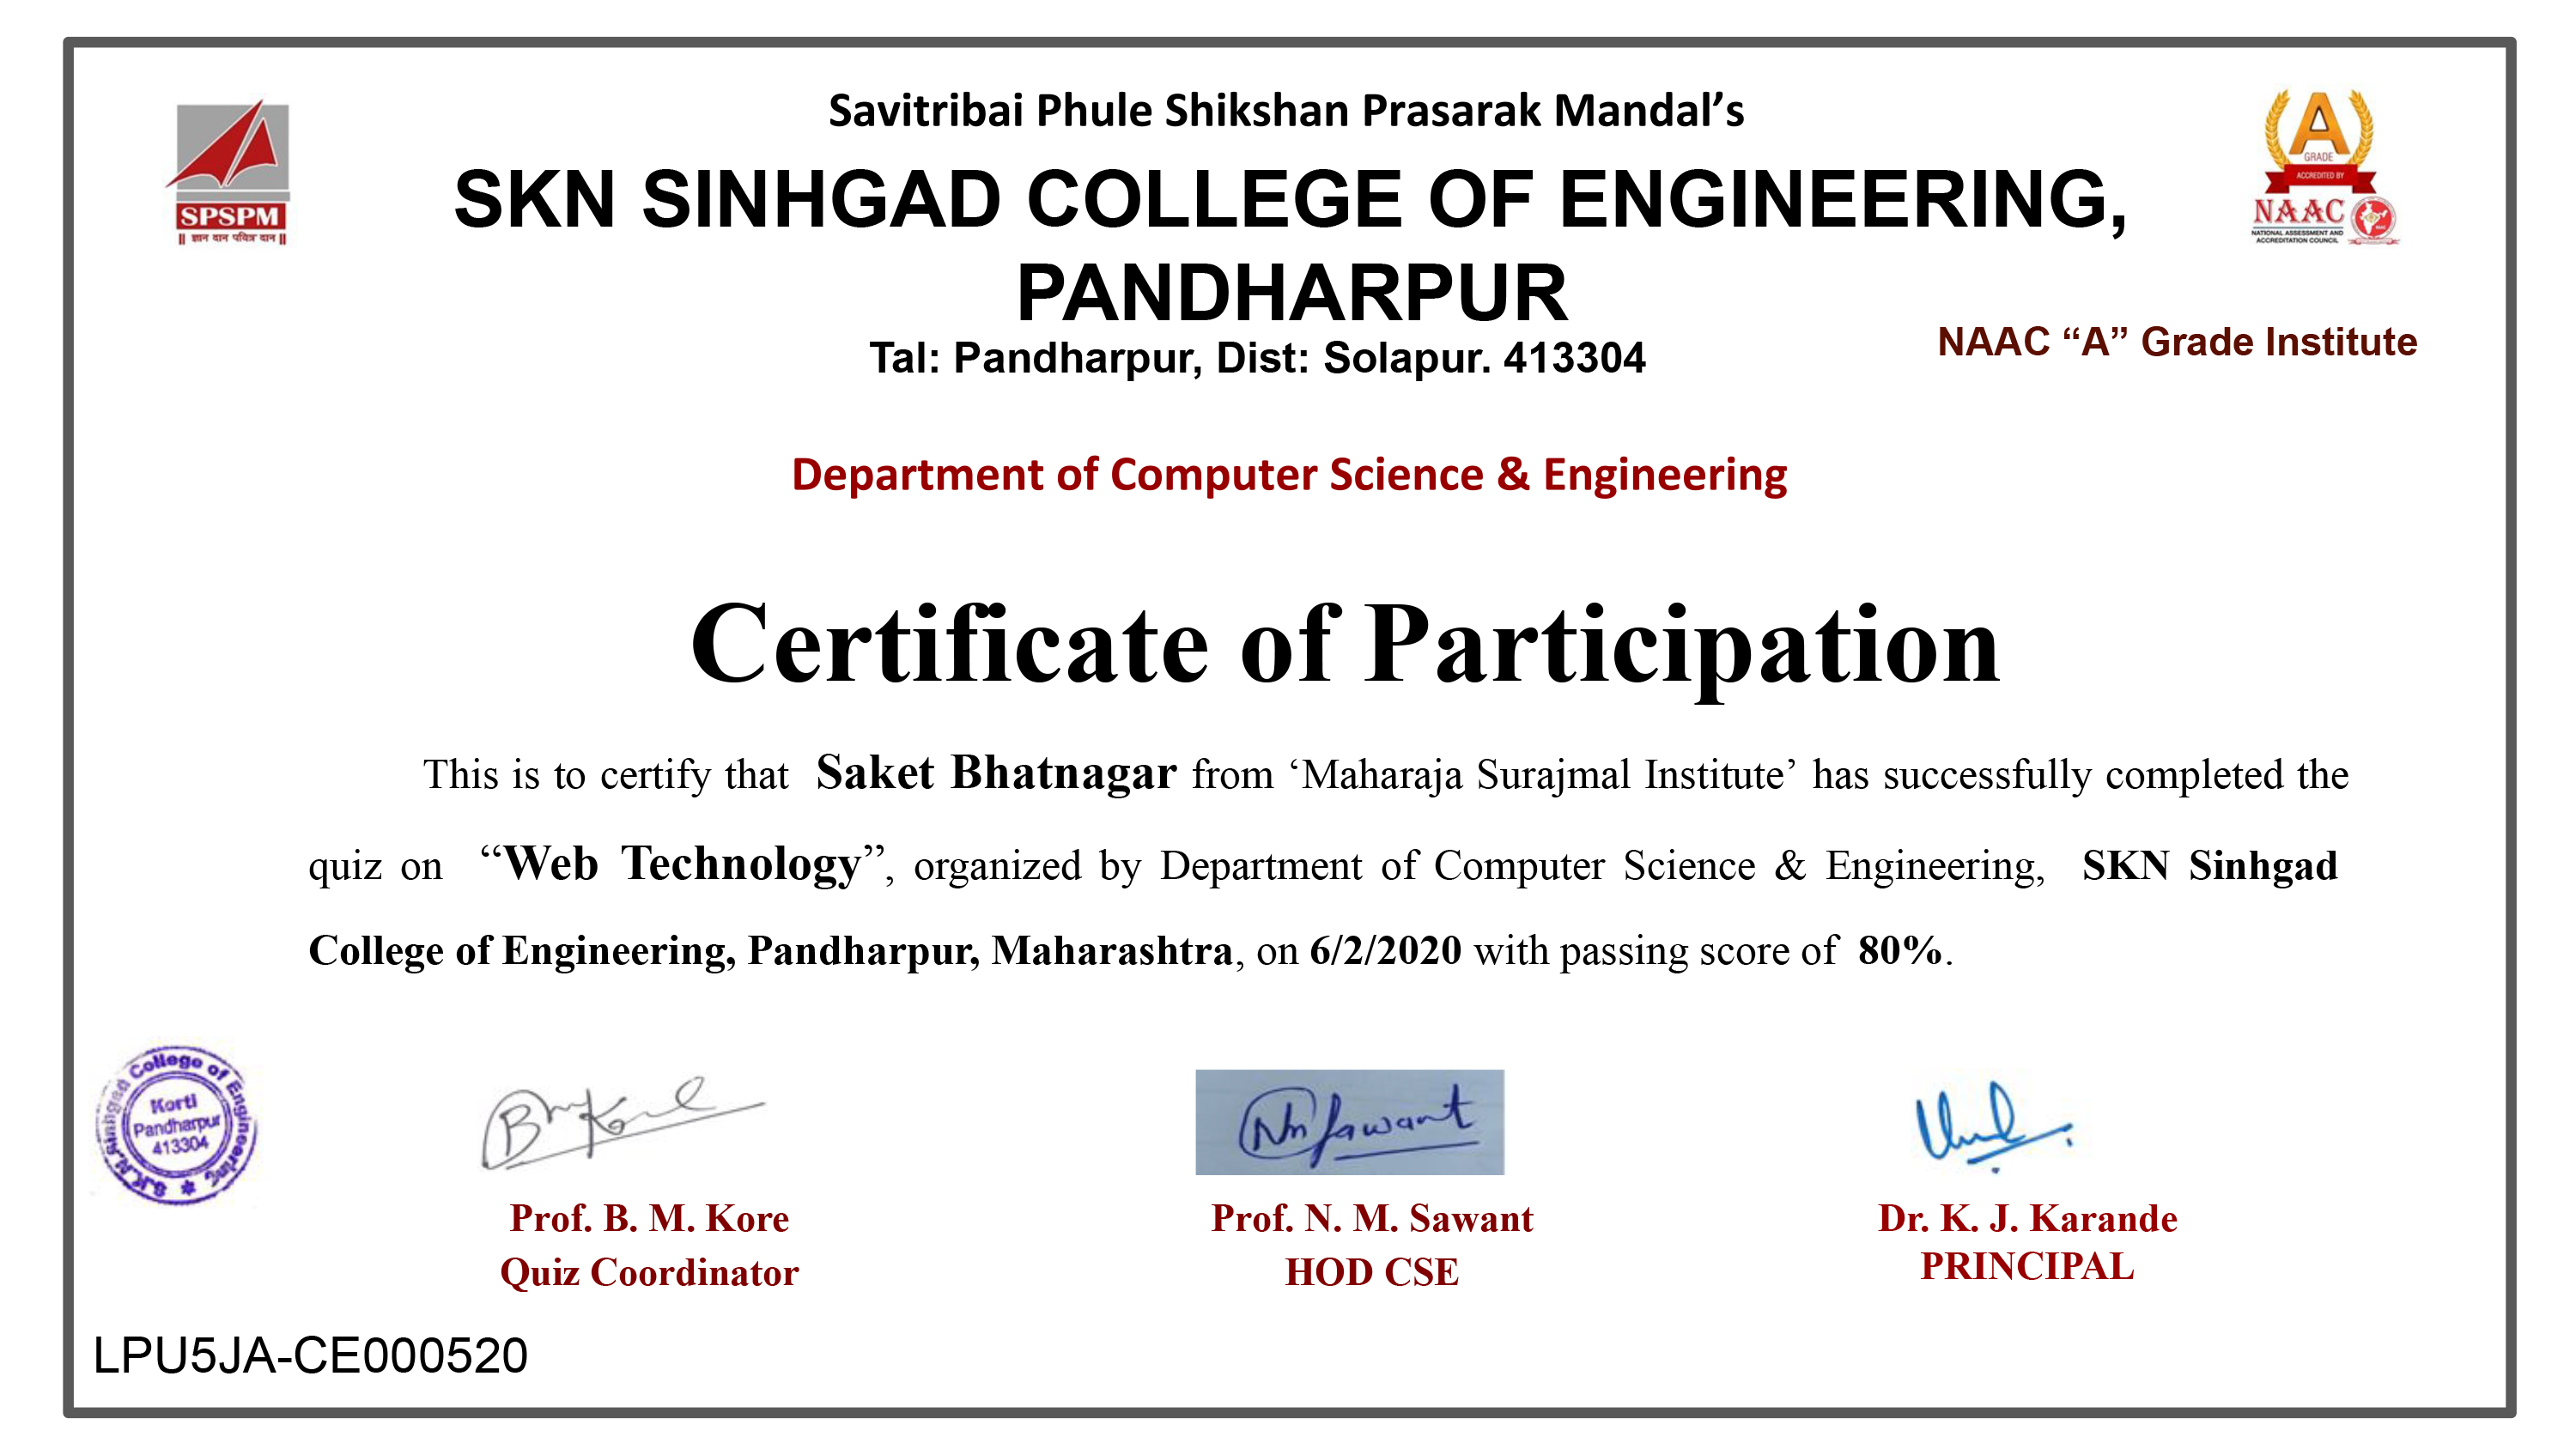 Savitribai Phule Shikshan Prasarak Mandal’s
SKN SINHGAD COLLEGE OF ENGINEERING,
PANDHARPUR
Tal: Pandharpur, Dist: Solapur. 413304
SPSPM
|| ज्ञान दान पवित्र दान ||
A
GRADE
ACCREDITED BY
NAAC
NATIONAL ASSESSMENT AND
ACCREDITATION COUNCIL
NAAC “A” Grade Institute
Department of Computer Science & Engineering
Certificate of Participation
This is to certify that Saket Bhatnagar from ‘Maharaja Surajmal Institute’ has successfully completed the
quiz on “Web Technology”, organized by Department of Computer Science & Engineering, SKN Sinhgad
College of Engineering, Pandharpur, Maharashtra, on 6/2/2020 with passing score of 80%.
S.K.N. Sinhgad College of Engineering
Korti
Pandharpur
413304
BmKore
Nm Sawant
Prof. B. M. Kore
Quiz Coordinator
Prof. N. M. Sawant
HOD CSE
Dr. K. J. Karande
PRINCIPAL
LPU5JA-CE000520